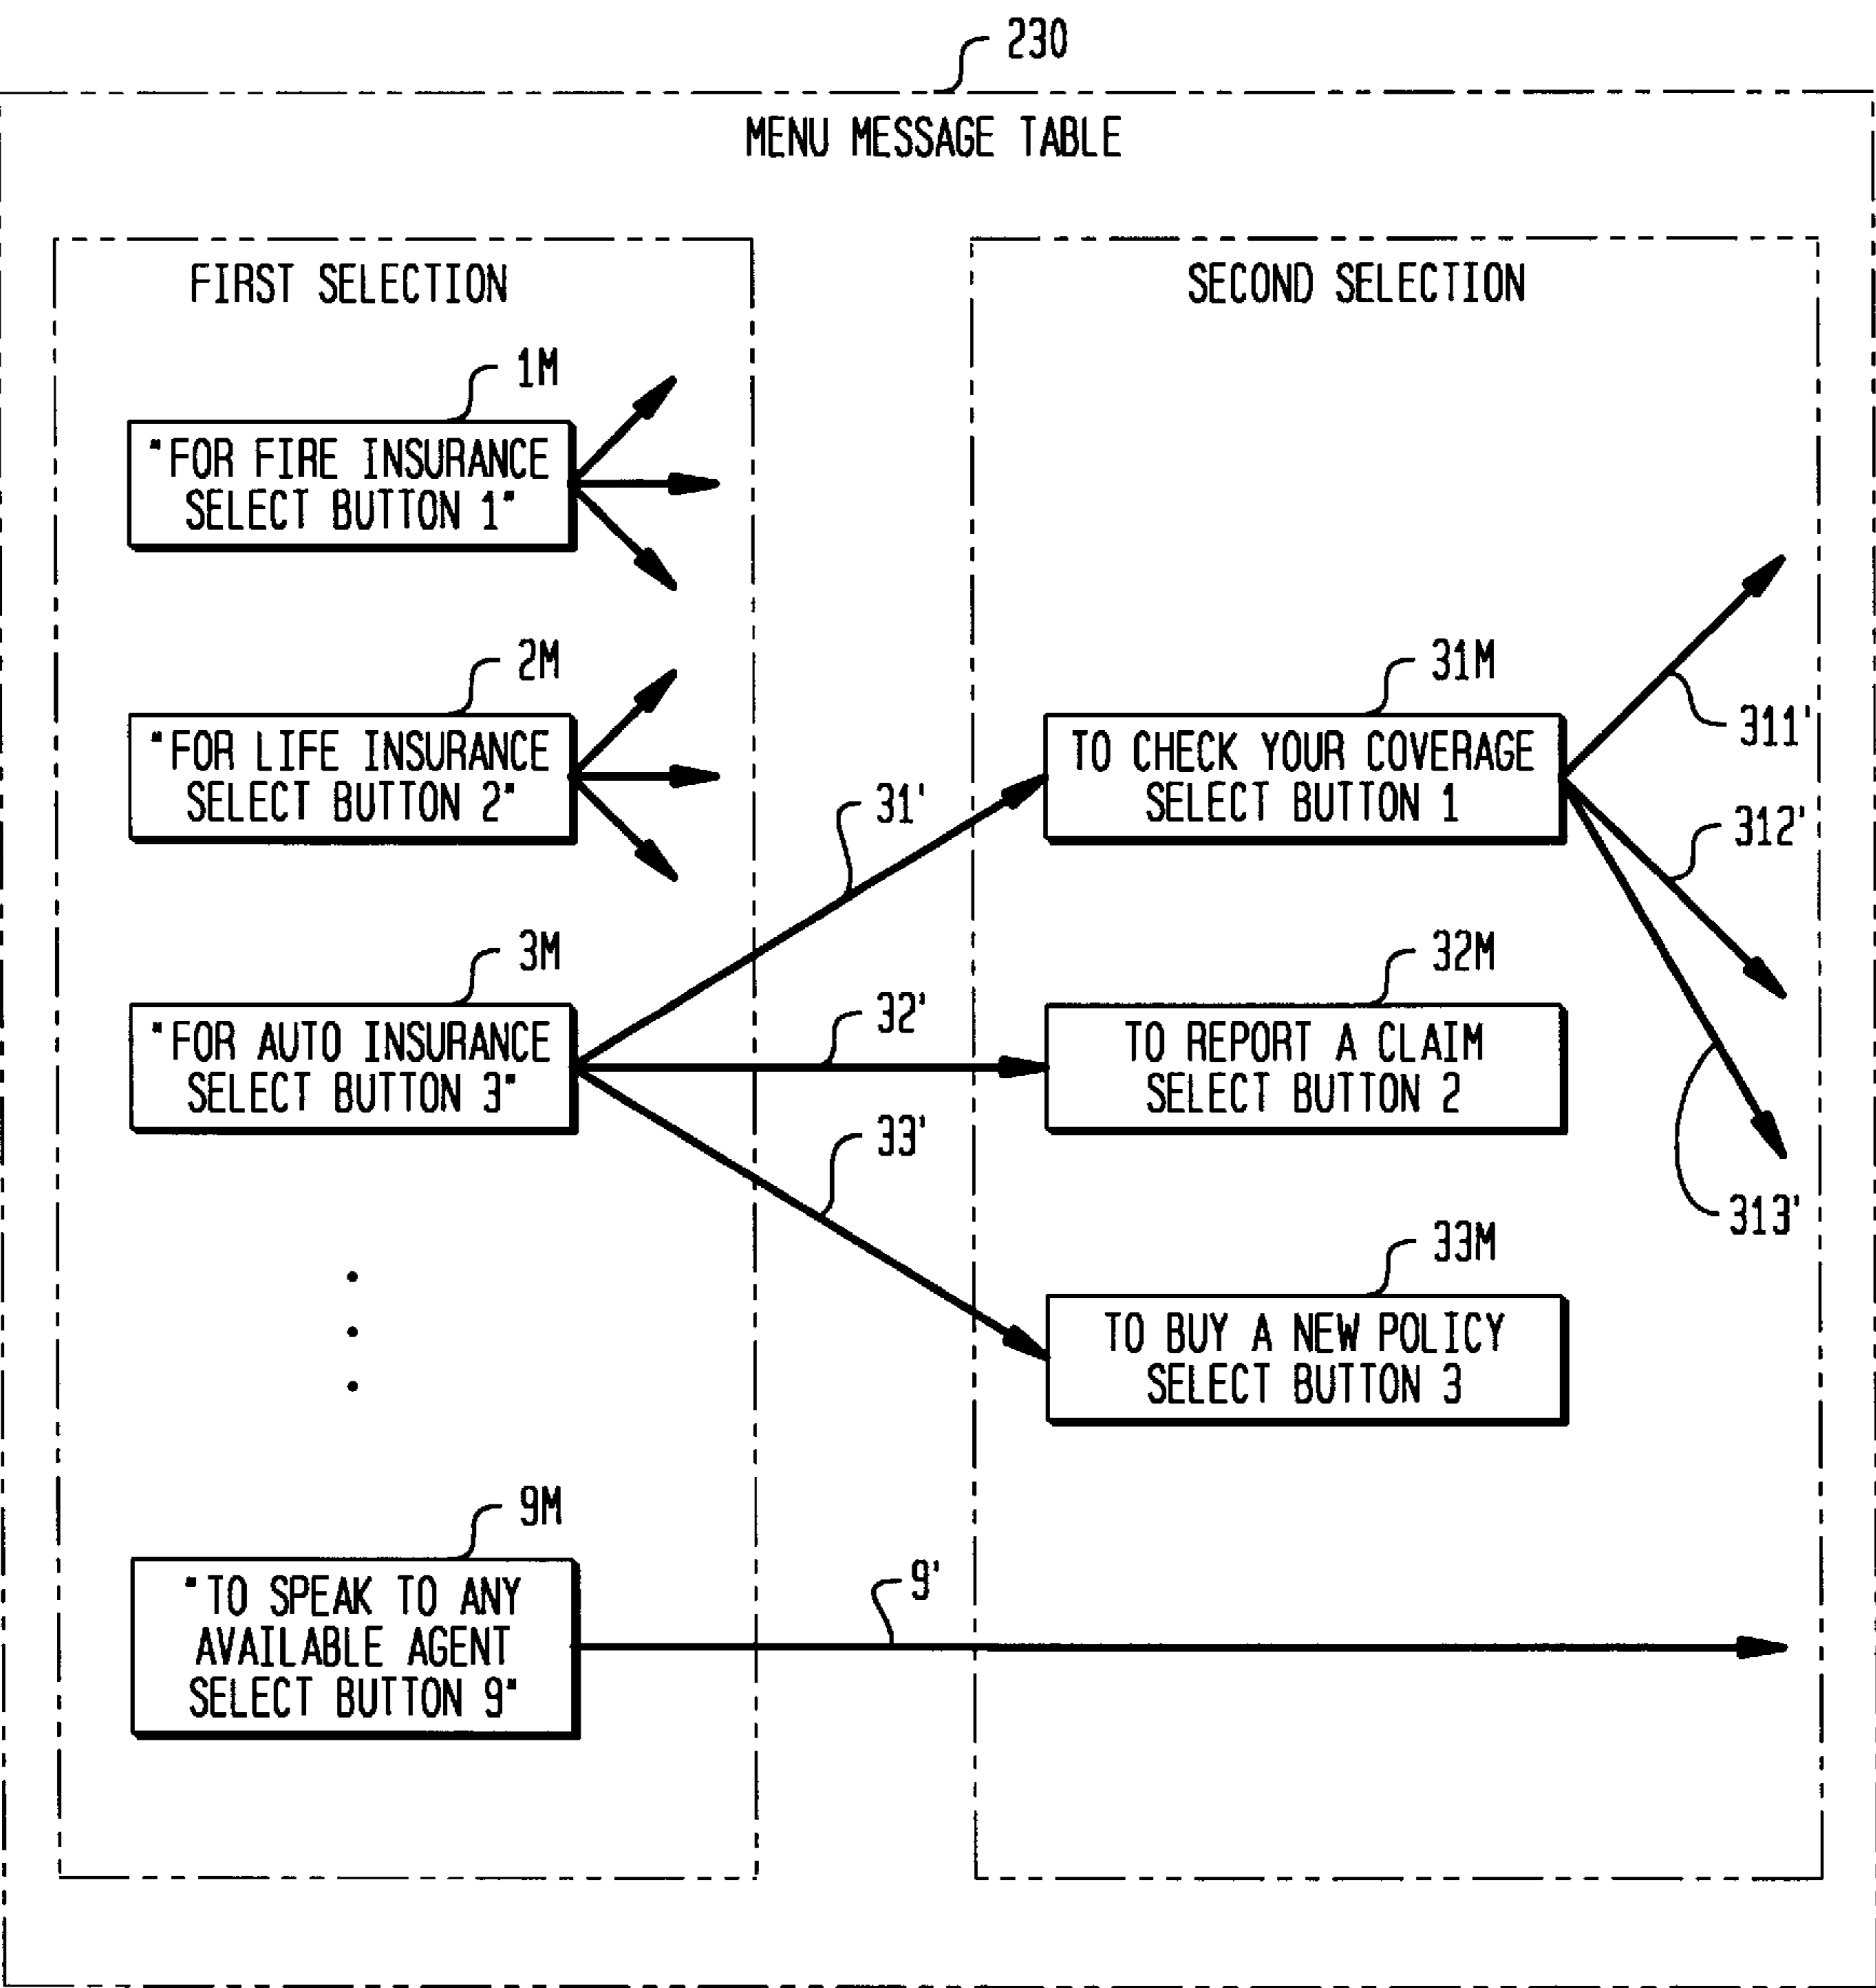 230
MENU MESSAGE TABLE
FIRST SELECTION
1M
"FOR FIRE INSURANCE
SELECT BUTTON 1"
2M
"FOR LIFE INSURANCE
SELECT BUTTON 2"
3M
"FOR AUTO INSURANCE
SELECT BUTTON 3"
9M
"TO SPEAK TO ANY
AVAILABLE AGENT
SELECT BUTTON 9"
31'
32'
33'
9'
SECOND SELECTION
31M
TO CHECK YOUR COVERAGE
SELECT BUTTON 1
32M
TO REPORT A CLAIM
SELECT BUTTON 2
33M
TO BUY A NEW POLICY
SELECT BUTTON 3
311'
312'
313'